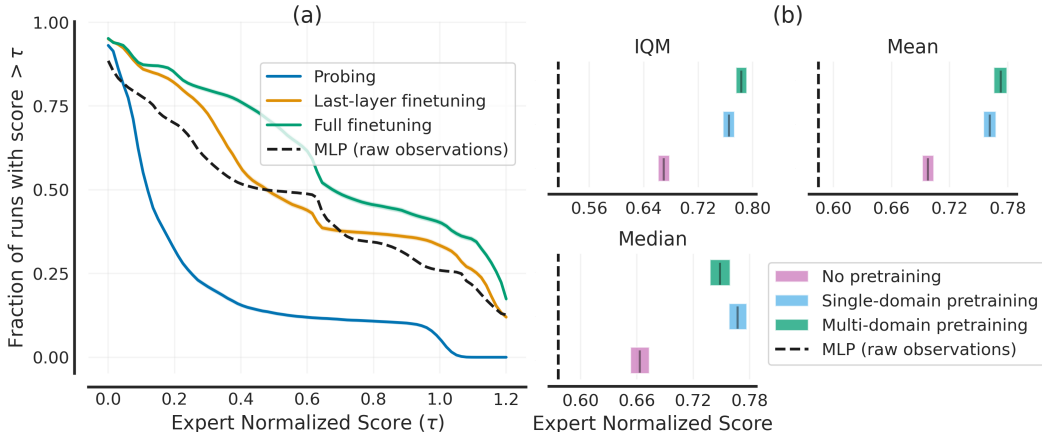 (a)
1.00
0.75
0.50
0.25
0.00
Fraction of runs with score > τ
Probing
Last-layer finetuning
Full finetuning
MLP (raw observations)
0.0 0.2 0.4 0.6 0.8 1.0 1.2
Expert Normalized Score (τ)
(b)
IQM
0.56 0.64 0.72 0.80
Mean
0.60 0.66 0.72 0.78
Median
0.60 0.66 0.72 0.78
Expert Normalized Score
No pretraining
Single-domain pretraining
Multi-domain pretraining
MLP (raw observations)